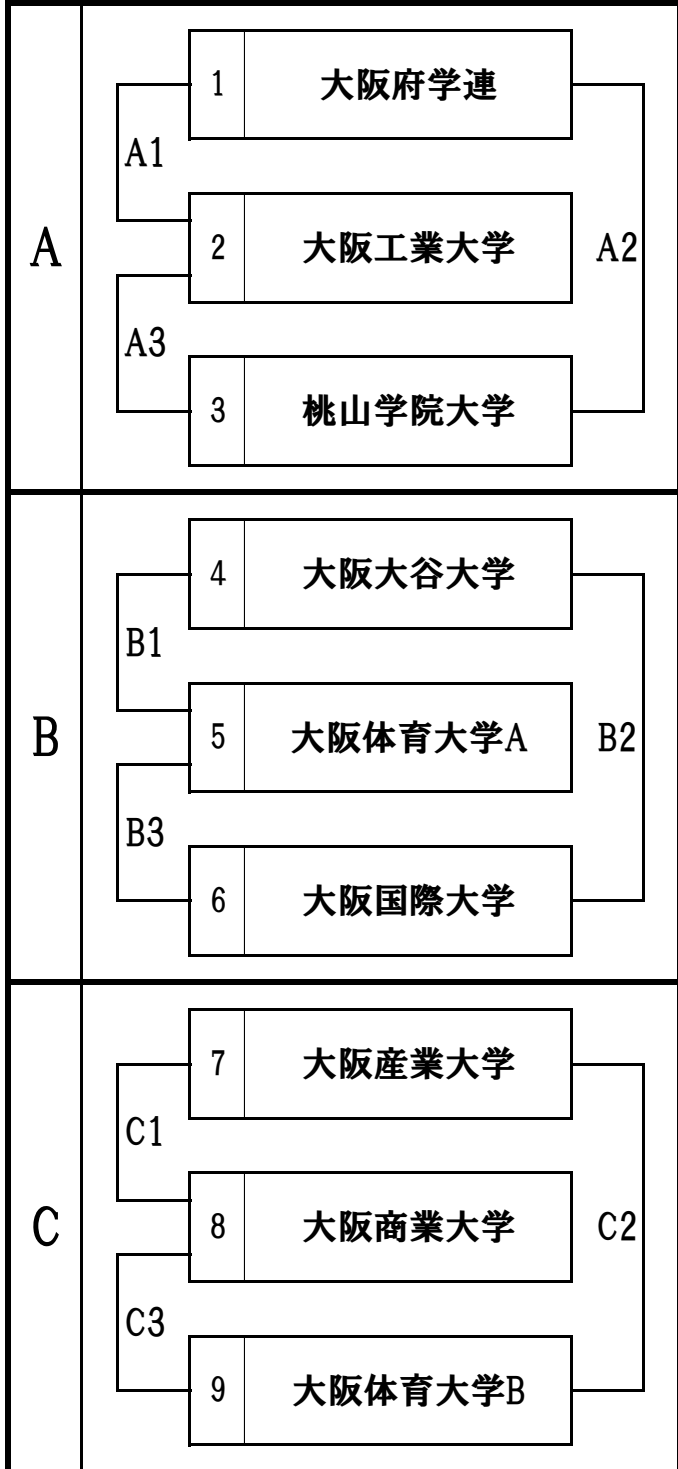 1 大阪府学連
A1
A 2 大阪工業大学 A2
A3
3 桃山学院大学
4 大阪大谷大学
B1
B 5 大阪体育大学A B2
B3
6 大阪国際大学
7 大阪産業大学
C1
C 8 大阪商業大学 C2
C3
9 大阪体育大学B